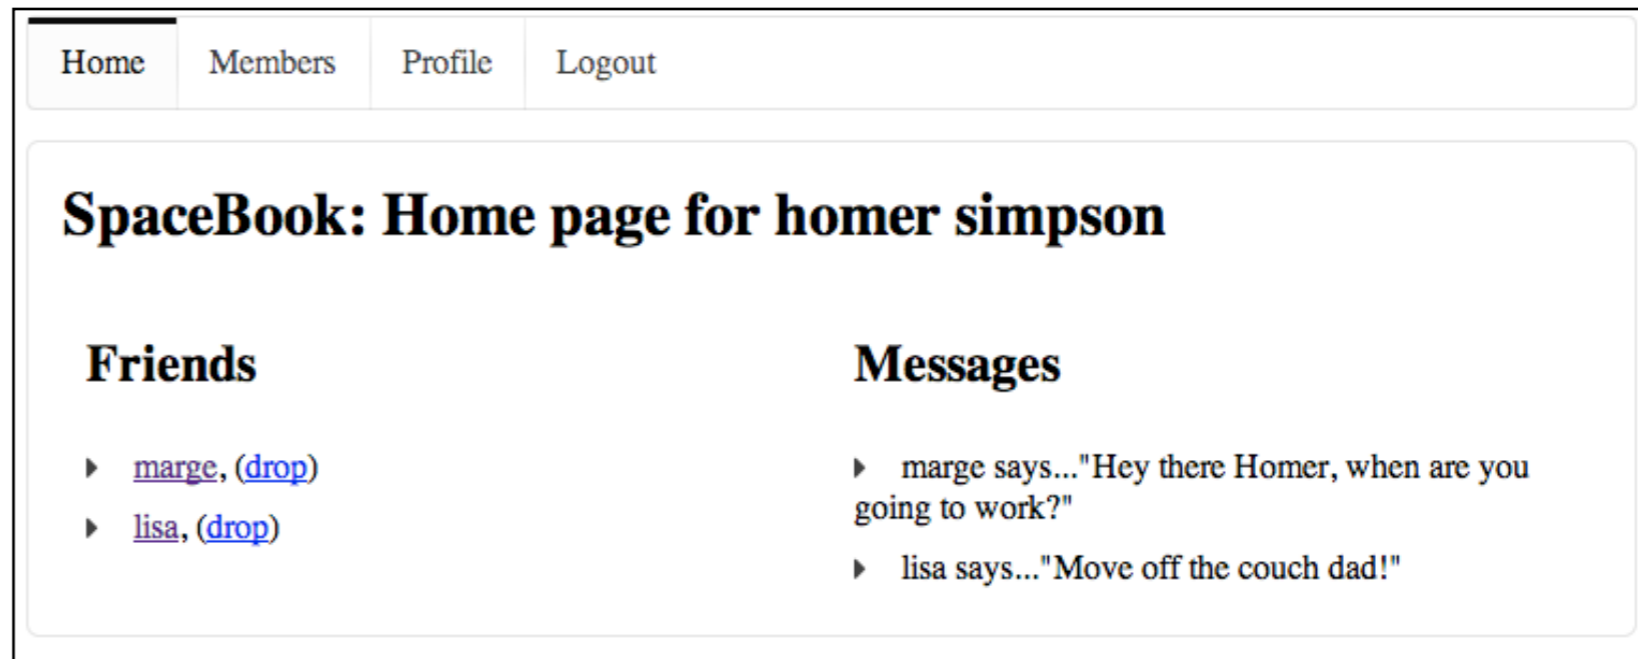 Home Members Profile Logout
SpaceBook: Home page for homer simpson
Friends
marge, (drop)
lisa, (drop)
Messages
marge says..."Hey there Homer, when are you
going to work?"
lisa says..."Move off the couch dad!"